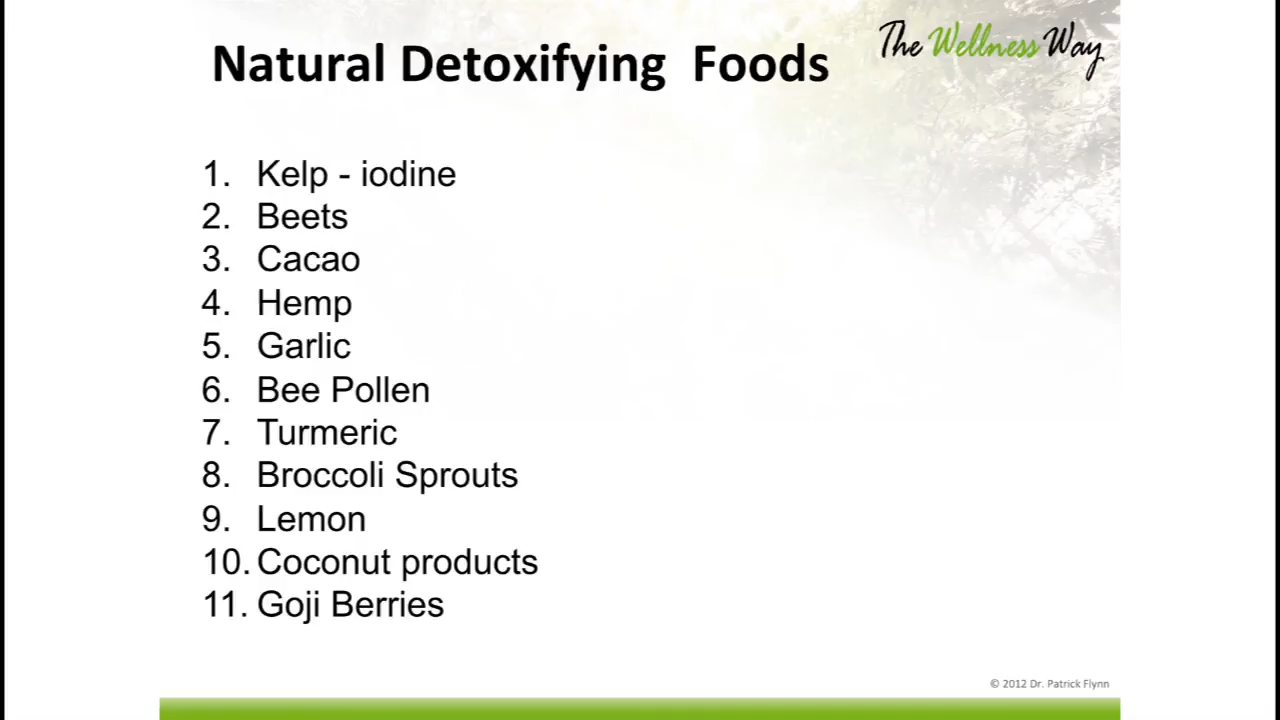 The Wellness Way
Natural Detoxifying Foods
1. Kelp - iodine
2. Beets
3. Cacao
4. Hemp
5. Garlic
6. Bee Pollen
7. Turmeric
8. Broccoli Sprouts
9. Lemon
10. Coconut products
11. Goji Berries
© 2012 Dr. Patrick Flynn